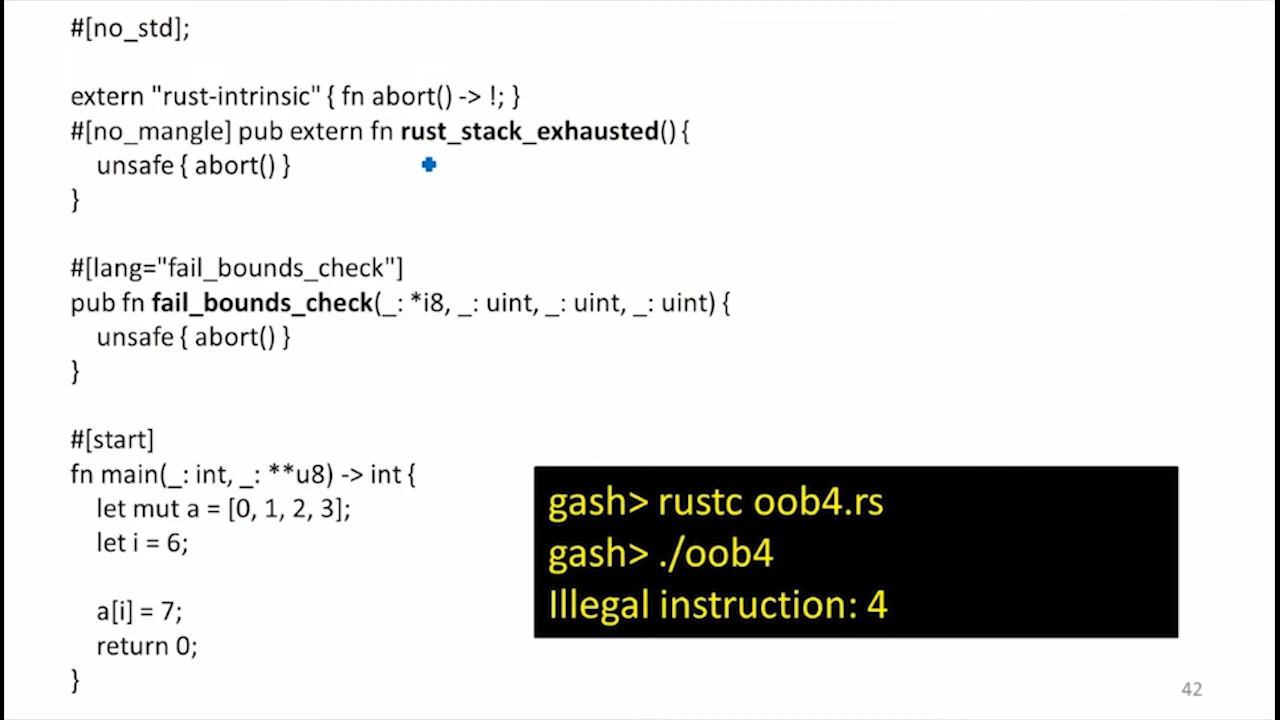 #[no_std];
extern "rust-intrinsic" { fn abort() -> !; }
#[no_mangle] pub extern fn rust_stack_exhausted() {
unsafe { abort() }
}
#[lang="fail_bounds_check"]
pub fn fail_bounds_check(_: *i8, _: uint, _: uint, _: uint) {
unsafe { abort() }
}
#[start]
fn main(_: int, _: **u8) -> int {
let mut a = [0, 1, 2, 3];
let i = 6;
a[i] = 7;
return 0;
}
gash> rustc oob4.rs
gash> ./oob4
Illegal instruction: 4
42